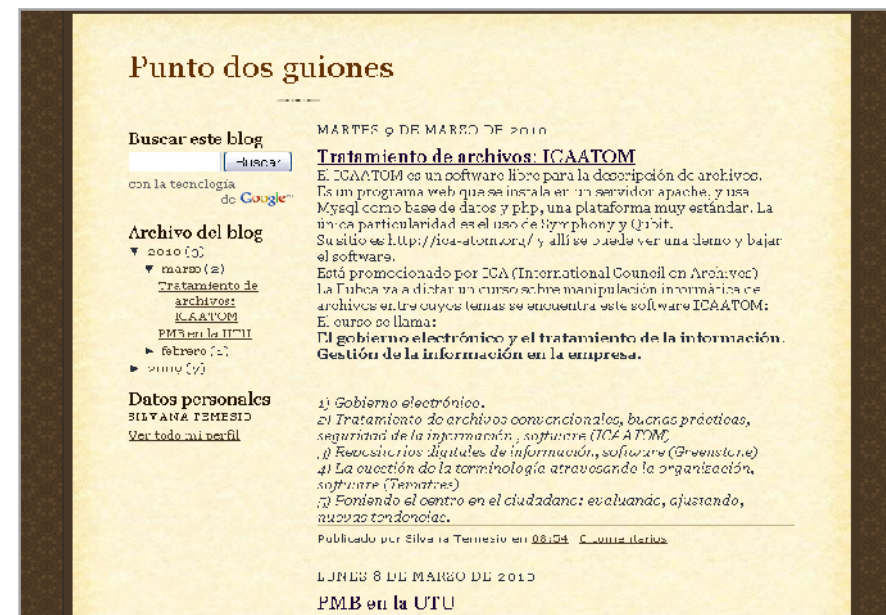 Punto dos guiones
Buscar este blog
Buscar
con la tecnología
de Google™
Archivo del blog
▼ 2010 (3)
▼ marzo (2)
Tratamiento de
archivos:
ICAATOM
PMB en la UTU
► febrero (1)
► 2009 (7)
Datos personales
SILVANA TEMESIO
Ver todo mi perfil
MARTES 9 DE MARZO DE 2010
Tratamiento de archivos: ICAATOM
El ICAATOM es un software libre para la descripción de archivos.
Es un programa web que se instala en un servidor apache, y usa
Mysql como base de datos y php, una plataforma muy estándar. La
única particularidad es el uso de Symphony y Qubit.
Su sitio es http://ica-atom.org/ y allí se puede ver una demo y bajar
el software.
Está promocionado por ICA (International Council on Archives)
La Eubca va a dictar un curso sobre manipulación informática de
archivos entre cuyos temas se encuentra este software ICAATOM:
El curso se llama:
El gobierno electrónico y el tratamiento de la información.
Gestión de la información en la empresa.
1) Gobierno electrónico.
2) Tratamiento de archivos convencionales, buenas prácticas,
seguridad de la información , software (ICAATOM)
3) Repositorios digitales de información, software (Greenstone)
4) La cuestión de la terminología atravesando la organización,
software (Tematres)
5) Poniendo el centro en el ciudadano: evaluando, ajustando,
nuevas tendencias.
Publicado por Silvana Temesio en 08:54 0 comentarios
LUNES 8 DE MARZO DE 2010
PMB en la UTU